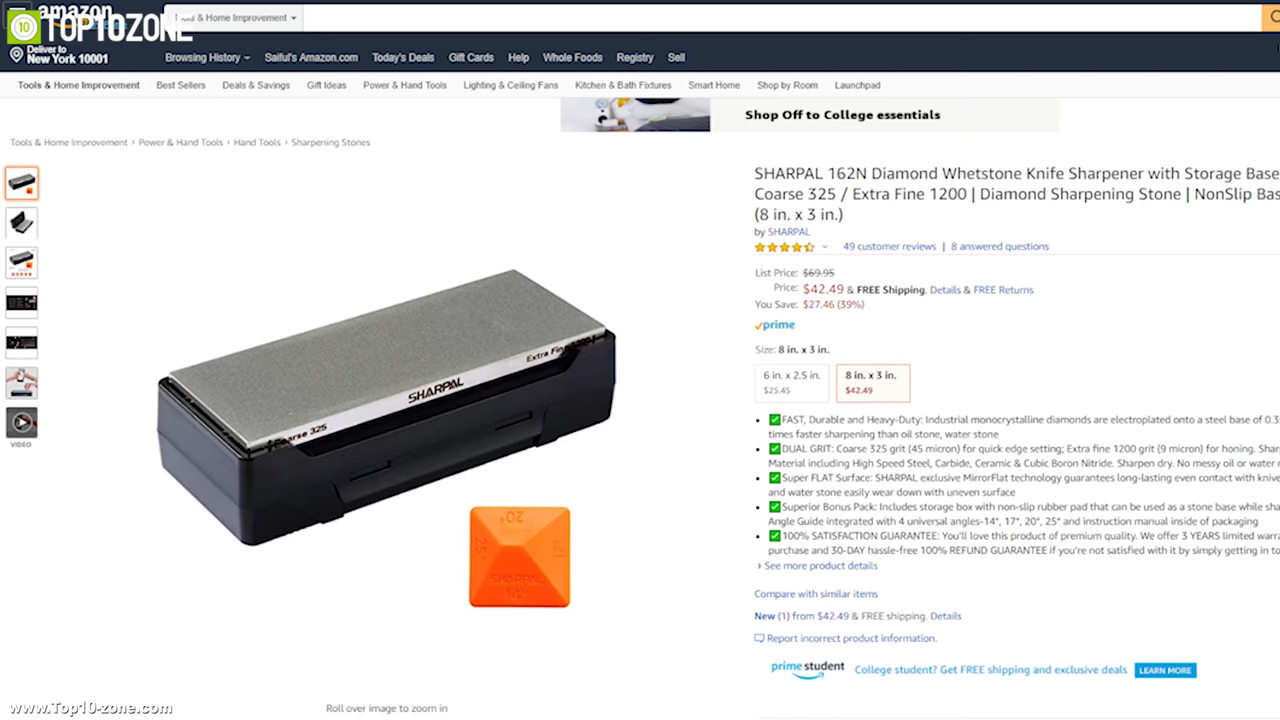 amazon
10 TOP10ZONE
Tools & Home Improvement
Deliver to
New York 10001
Browsing History Saiful's Amazon.com Today's Deals Gift Cards Help Whole Foods Registry Sell
Tools & Home Improvement Best Sellers Deals & Savings Gift Ideas Power & Hand Tools Lighting & Ceiling Fans Kitchen & Bath Fixtures Smart Home Shop by Room Launchpad
Shop Off to College essentials
Tools & Home Improvement › Power & Hand Tools › Hand Tools › Sharpening Stones
SHARPAL 162N Diamond Whetstone Knife Sharpener with Storage Base
Coarse 325 / Extra Fine 1200 | Diamond Sharpening Stone | NonSlip Bas
(8 in. x 3 in.)
by SHARPAL
49 customer reviews | 8 answered questions
List Price: $69.95
Price: $42.49 & FREE Shipping. Details & FREE Returns
You Save: $27.46 (39%)
prime
Size: 8 in. x 3 in.
6 in. x 2.5 in.
$25.45
8 in. x 3 in.
$42.49
• ✅FAST, Durable and Heavy-Duty: Industrial monocrystalline diamonds are electroplated onto a steel base of 0.3
times faster sharpening than oil stone, water stone
• ✅DUAL GRIT: Coarse 325 grit (45 micron) for quick edge setting; Extra fine 1200 grit (9 micron) for honing. Shar
Material including High Speed Steel, Carbide, Ceramic & Cubic Boron Nitride. Sharpen dry. No messy oil or water
• ✅Super FLAT Surface: SHARPAL exclusive MirrorFlat technology guarantees long-lasting even contact with knive
and water stone easily wear down with uneven surface
• ✅Superior Bonus Pack: Includes storage box with non-slip rubber pad that can be used as a stone base while sha
Angle Guide integrated with 4 universal angles-14°, 17°, 20°, 25° and instruction manual inside of packaging
• ✅100% SATISFACTION GUARANTEE: You'll love this product of premium quality. We offer 3 YEARS limited warra
purchase and 30-DAY hassle-free 100% REFUND GUARANTEE if you're not satisfied with it by simply getting in to
› See more product details
Compare with similar items
New (1) from $42.49 & FREE shipping. Details
Report incorrect product information.
prime student College student? Get FREE shipping and exclusive deals LEARN MORE
VIDEO
Extra Fine
SHARPAL
Coarse 325
20°
25°
17°
SHARPAL
14°
Roll over image to zoom in
www.Top10-zone.com